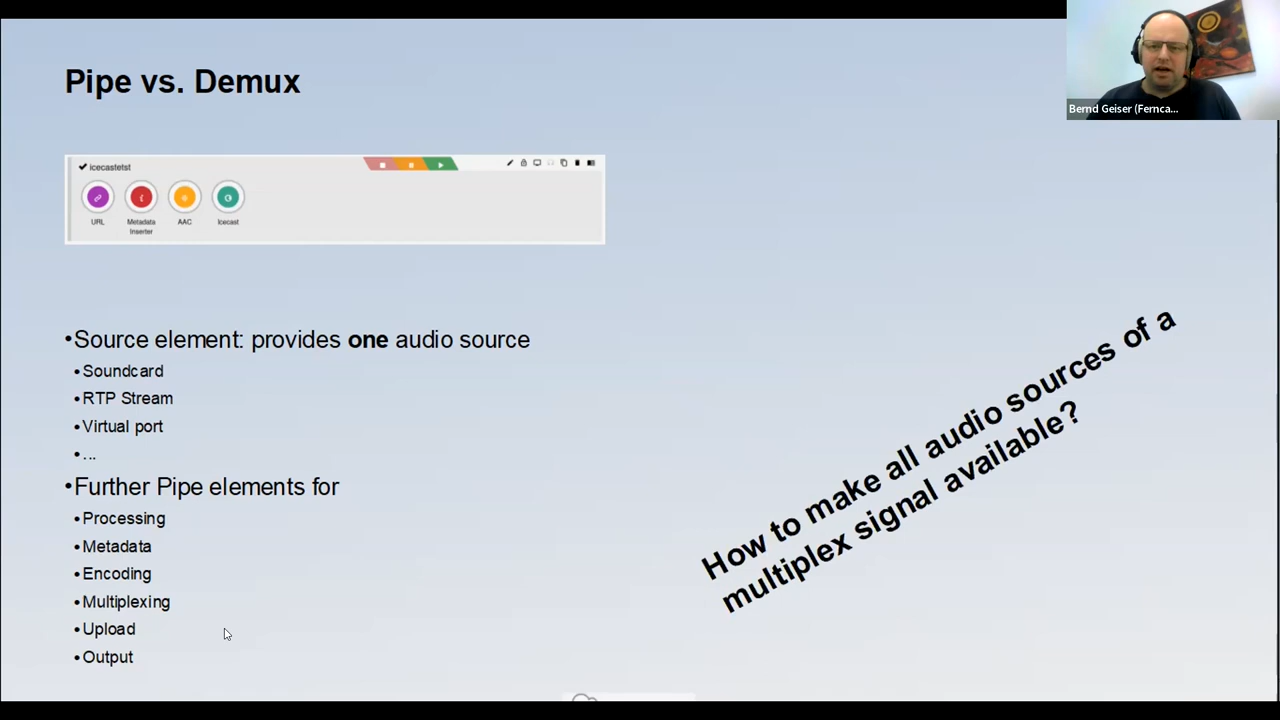 Pipe vs. Demux
Bernd Geiser (Fernca...
icecastetst
URL
Metadata
Inserter
AAC
Icecast
•Source element: provides one audio source
•Soundcard
•RTP Stream
•Virtual port
•...
•Further Pipe elements for
•Processing
•Metadata
•Encoding
•Multiplexing
•Upload
•Output
How to make all audio sources of a
multiplex signal available?